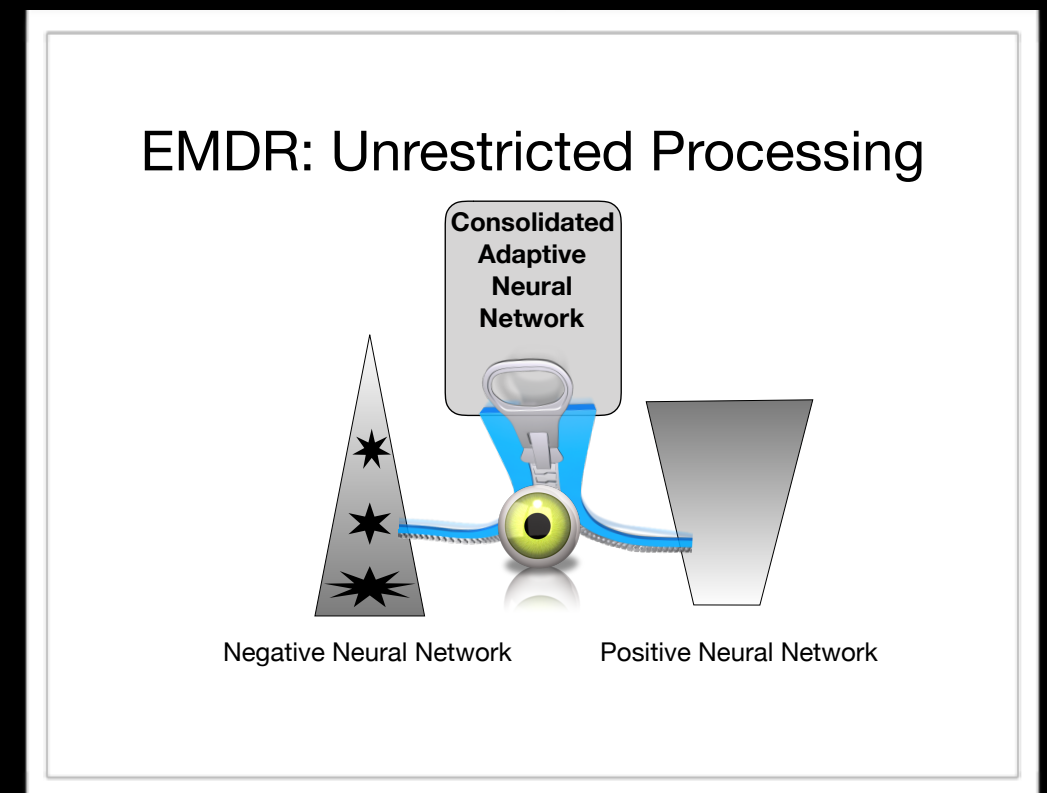 EMDR: Unrestricted Processing
Consolidated
Adaptive
Neural
Network
Negative Neural Network
Positive Neural Network